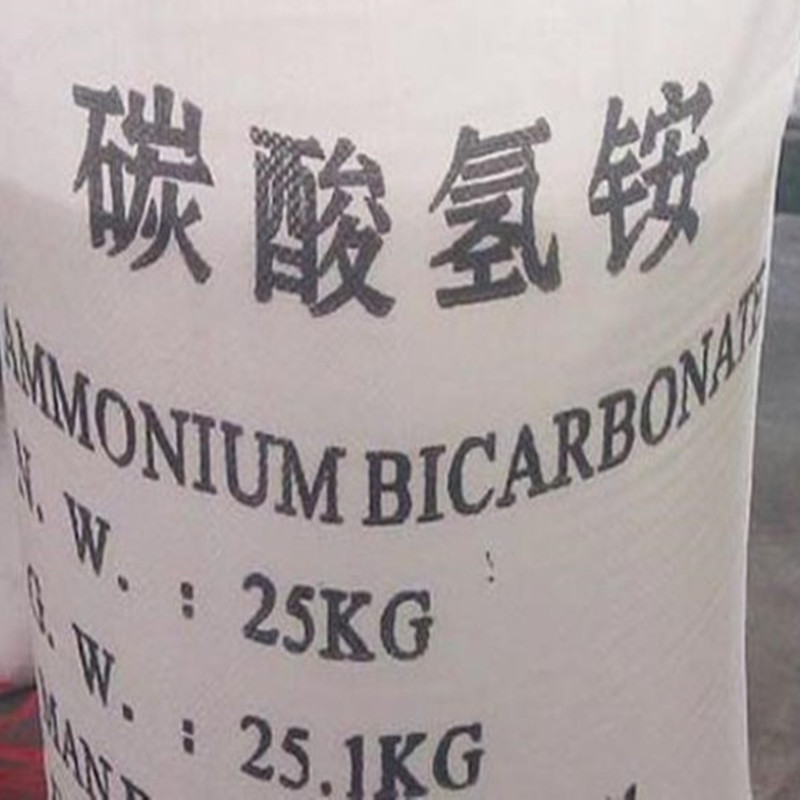 碳酸氢铵
AMMONIUM BICARBONATE
N. W. : 25KG
G. W. : 25.1KG